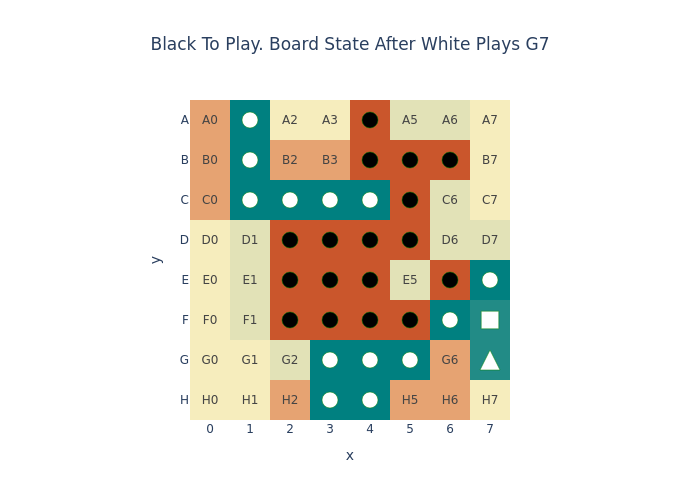 Black To Play. Board State After White Plays G7
A A0 A2 A3 A5 A6 A7
B B0 B2 B3 B7
C C0 C6 C7
D D0 D1 D6 D7
E E0 E1 E5
F F0 F1
G G0 G1 G2 G6
H H0 H1 H2 H5 H6 H7
0 1 2 3 4 5 6 7
x
y